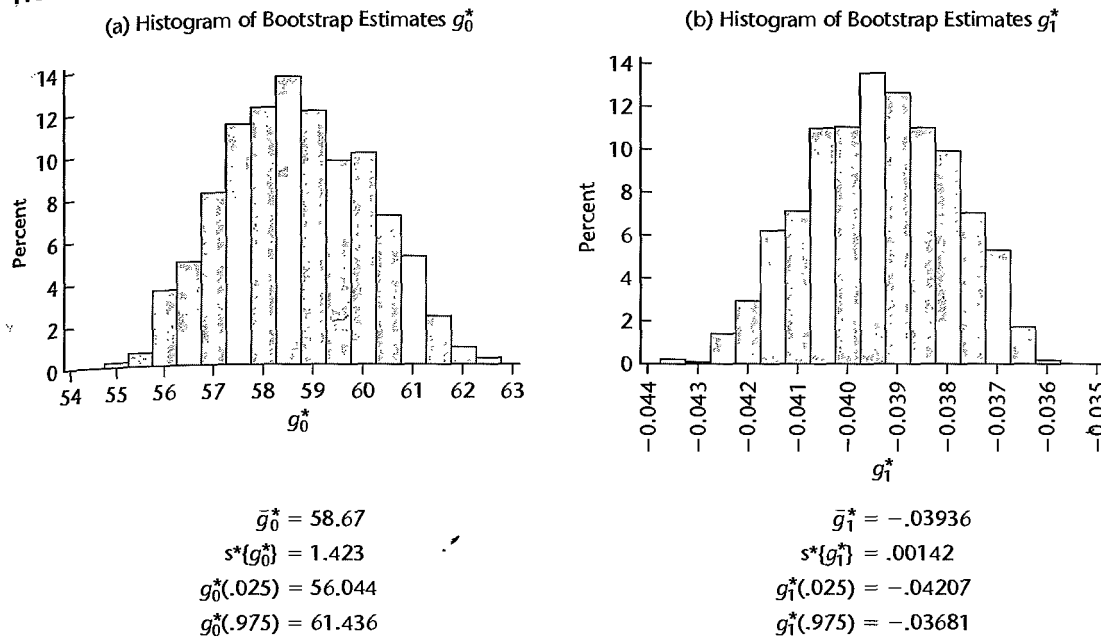 (a) Histogram of Bootstrap Estimates g₀*
14
12
10
8
6
4
2
0
Percent
54 55 56 57 58 59 60 61 62 63
g₀*
ḡ₀* = 58.67
s*{g₀*} = 1.423
g₀*(.025) = 56.044
g₀*(.975) = 61.436
(b) Histogram of Bootstrap Estimates g₁*
14
12
10
8
6
4
2
0
Percent
−0.044 −0.043 −0.042 −0.041 −0.040 −0.039 −0.038 −0.037 −0.036 −0.035
g₁*
ḡ₁* = −.03936
s*{g₁*} = .00142
g₁*(.025) = −.04207
g₁*(.975) = −.03681